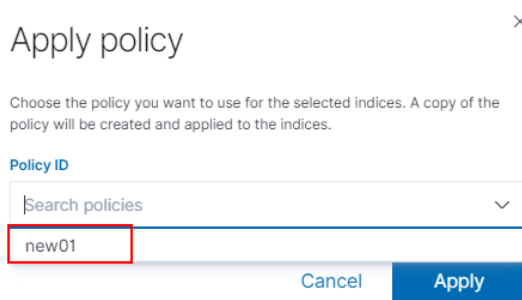 Apply policy
Choose the policy you want to use for the selected indices. A copy of the
policy will be created and applied to the indices.
Policy ID
Search policies
new01
Cancel
Apply